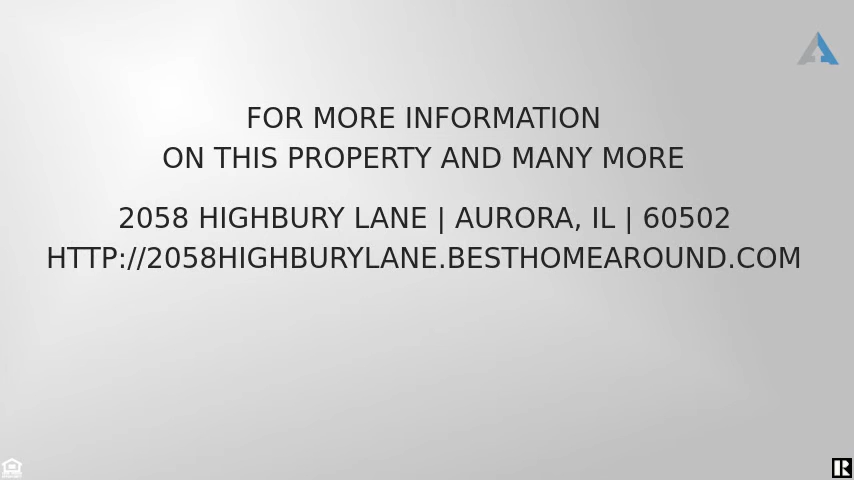 FOR MORE INFORMATION
ON THIS PROPERTY AND MANY MORE
2058 HIGHBURY LANE | AURORA, IL | 60502
HTTP://2058HIGHBURYLANE.BESTHOMEAROUND.COM